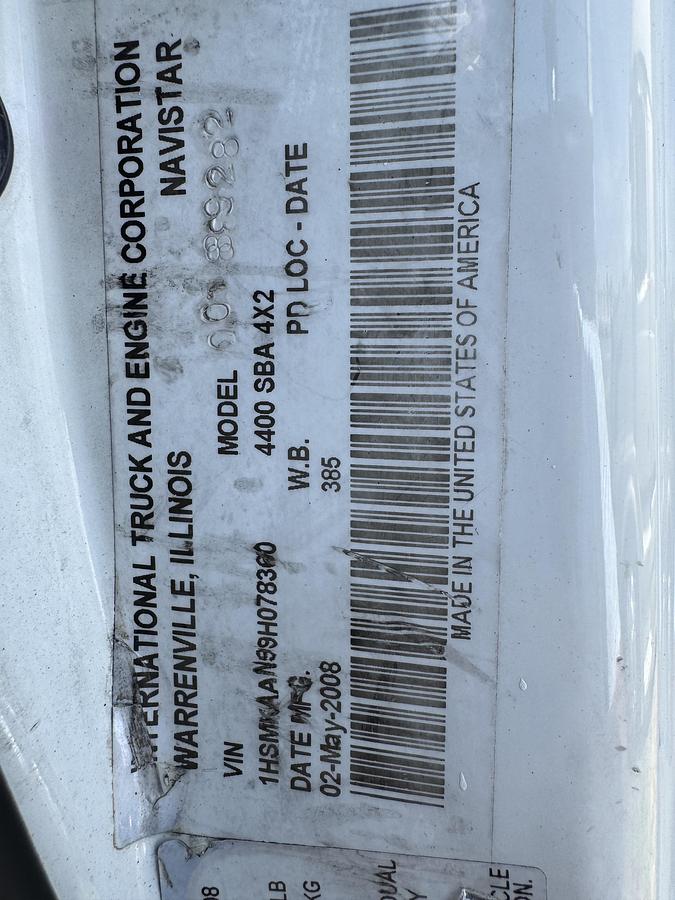 INTERNATIONAL TRUCK AND ENGINE CORPORATION
WARRENVILLE, ILLINOIS NAVISTAR
VIN MODEL
1HSMKAAN99H078360 4400 SBA 4X2
DATE MFG. W.B. PD LOC - DATE
02-May-2008 385
MADE IN THE UNITED STATES OF AMERICA